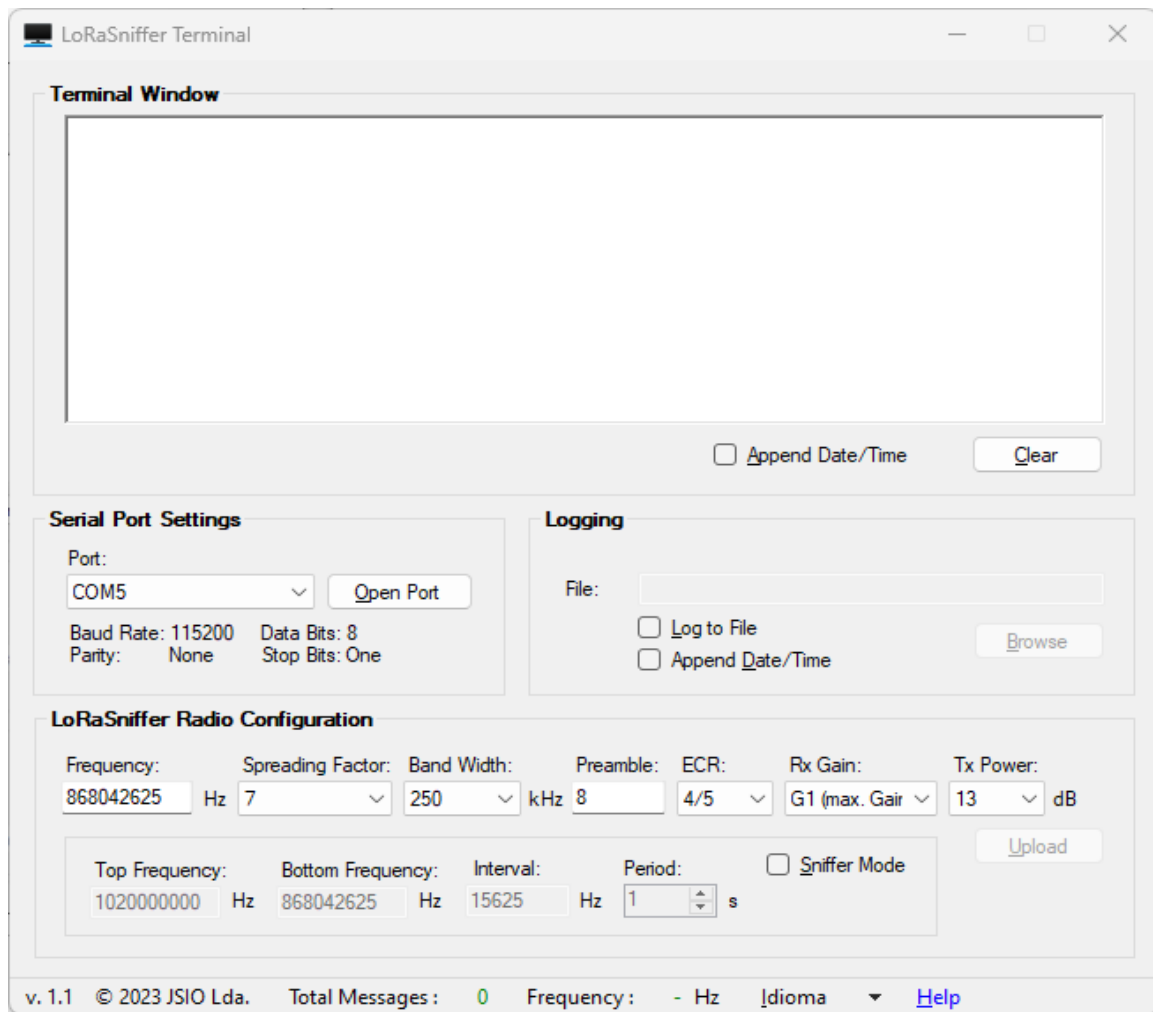 LoRaSniffer Terminal
Terminal Window
Append Date/Time Clear
Serial Port Settings
Port:
COM5 Open Port
Baud Rate: 115200 Data Bits: 8
Parity: None Stop Bits: One
Logging
File:
Log to File
Append Date/Time
Browse
LoRaSniffer Radio Configuration
Frequency: Spreading Factor: Band Width: Preamble: ECR: Rx Gain: Tx Power:
868042625 Hz 7 250 kHz 8 4/5 G1 (max. Gair 13 dB
Upload
Top Frequency: Bottom Frequency: Interval: Period: Sniffer Mode
1020000000 Hz 868042625 Hz 15625 Hz 1 s
v. 1.1 © 2023 JSIO Lda. Total Messages : 0 Frequency : - Hz Idioma Help